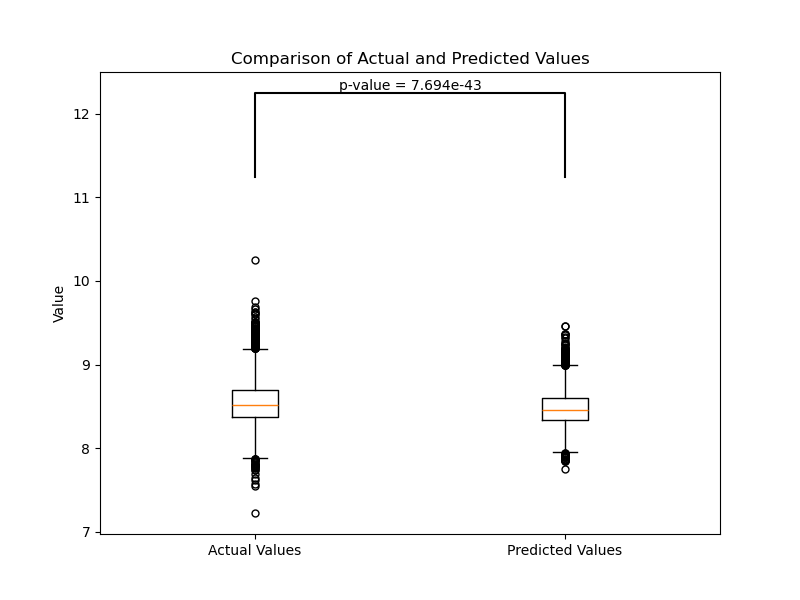 Comparison of Actual and Predicted Values
p-value = 7.694e-43
12
11
10
9
8
7
Value
Actual Values
Predicted Values